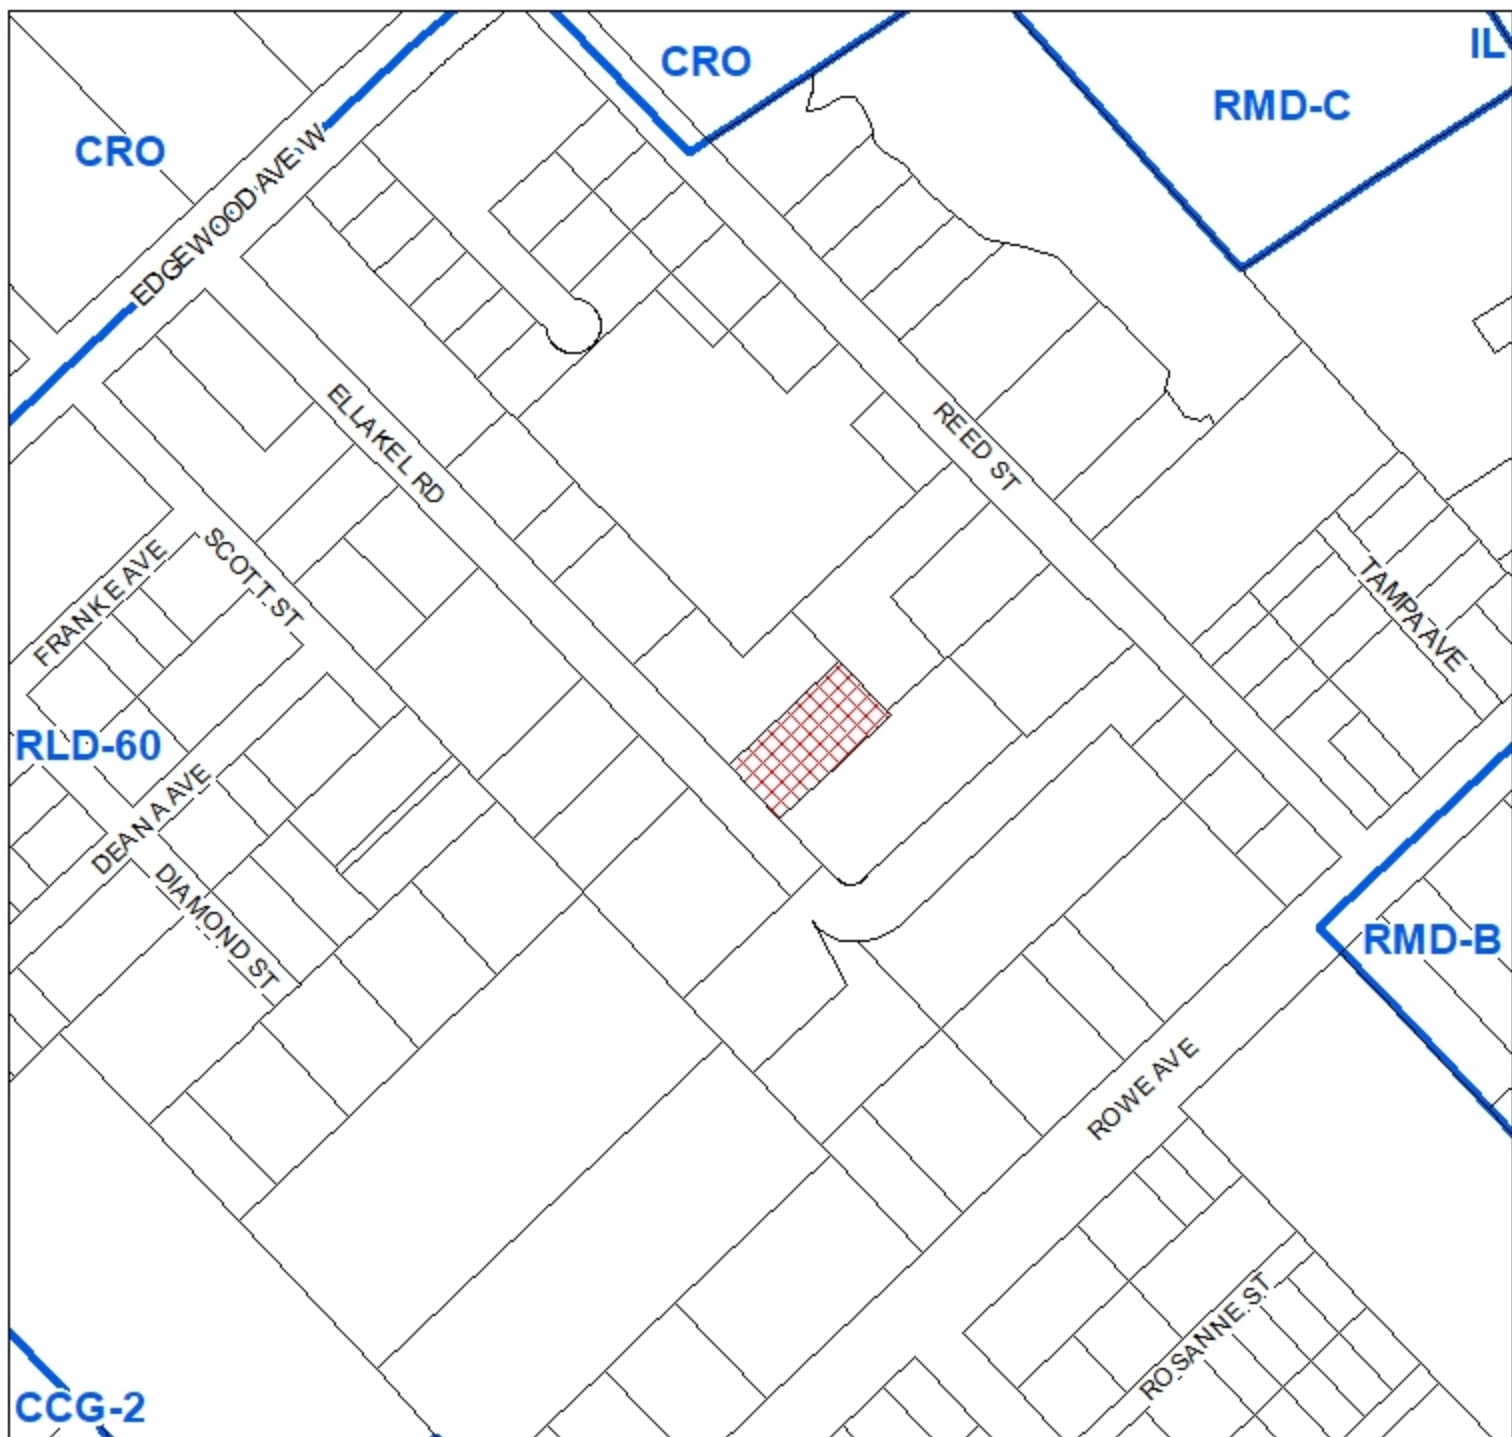 IL
CRO
RMD-C
CRO
EDGEWOOD AVE W
ELLAKEL RD
REED ST
FRANKE AVE
SCOTT ST
TAMPA AVE
RLD-60
DEAN A AVE
DIAMOND ST
RMD-B
ROWE AVE
ROSANNE ST
CCG-2